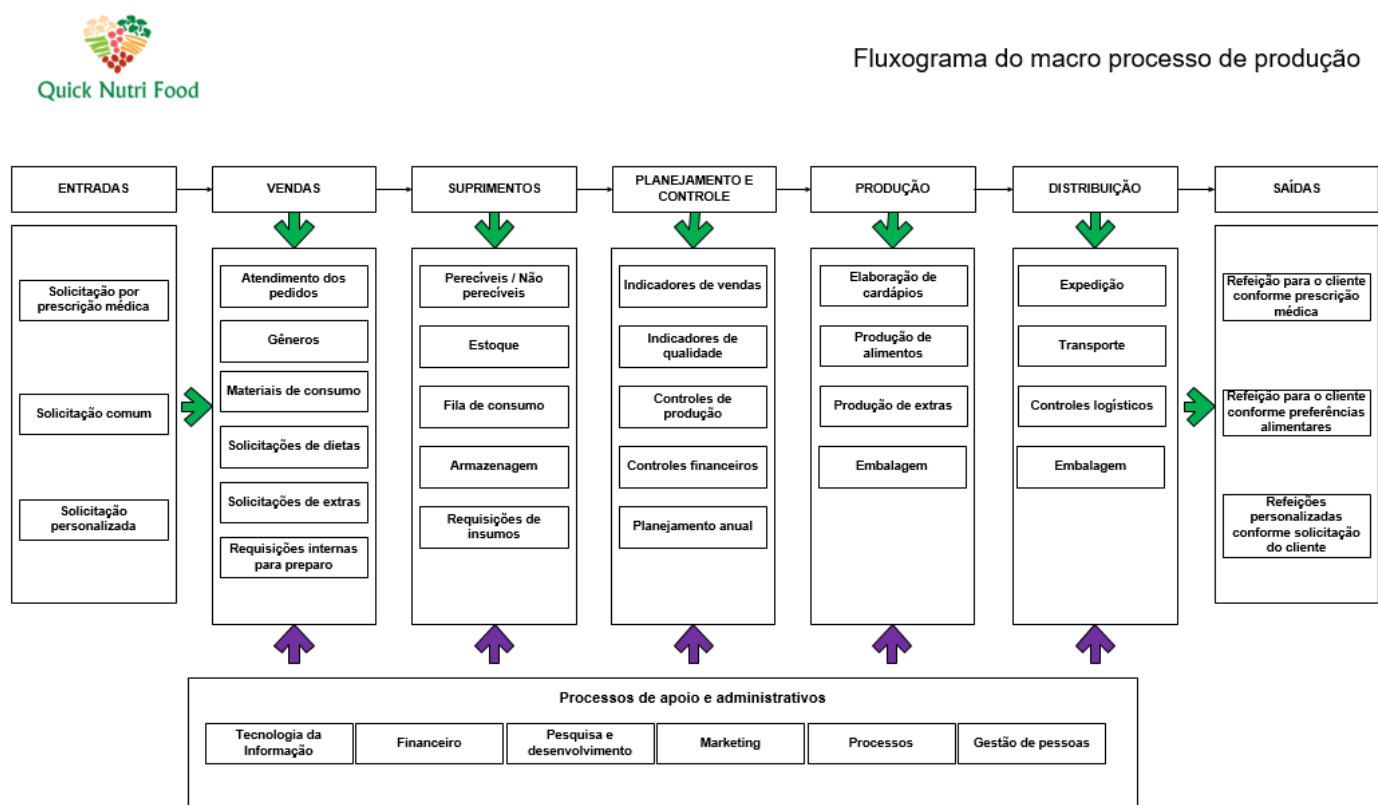 Quick Nutri Food
Fluxograma do macro processo de produção
ENTRADAS
VENDAS
SUPRIMENTOS
PLANEJAMENTO E
CONTROLE
PRODUÇÃO
DISTRIBUIÇÃO
SAÍDAS
Solicitação por
prescrição médica
Solicitação comum
Solicitação
personalizada
Atendimento dos
pedidos
Gêneros
Materiais de consumo
Solicitações de dietas
Solicitações de extras
Requisições internas
para preparo
Perecíveis / Não
perecíveis
Estoque
Fila de consumo
Armazenagem
Requisições de
insumos
Indicadores de vendas
Indicadores de
qualidade
Controles de
produção
Controles financeiros
Planejamento anual
Elaboração de
cardápios
Produção de
alimentos
Produção de extras
Embalagem
Expedição
Transporte
Controles logísticos
Embalagem
Refeição para o cliente
conforme prescrição
médica
Refeição para o cliente
conforme preferências
alimentares
Refeições
personalizadas
conforme solicitação
do cliente
Processos de apoio e administrativos
Tecnologia da
Informação
Financeiro
Pesquisa e
desenvolvimento
Marketing
Processos
Gestão de pessoas